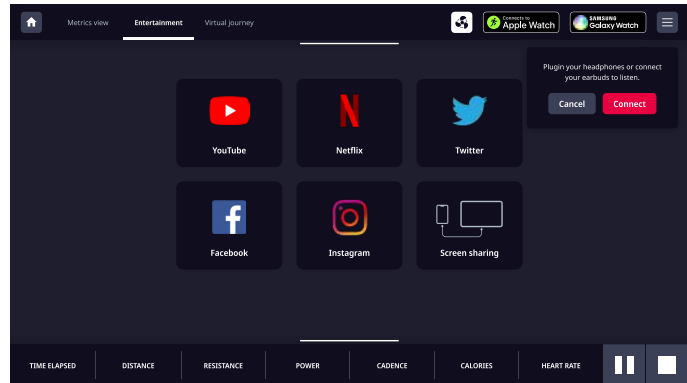 Metrics view
Entertainment
Virtual journey
Connects to
Apple Watch
SAMSUNG
Galaxy Watch
Plugin your headphones or connect
your earbuds to listen.
Cancel
Connect
YouTube
Netflix
Twitter
Facebook
Instagram
Screen sharing
TIME ELAPSED
DISTANCE
RESISTANCE
POWER
CADENCE
CALORIES
HEART RATE